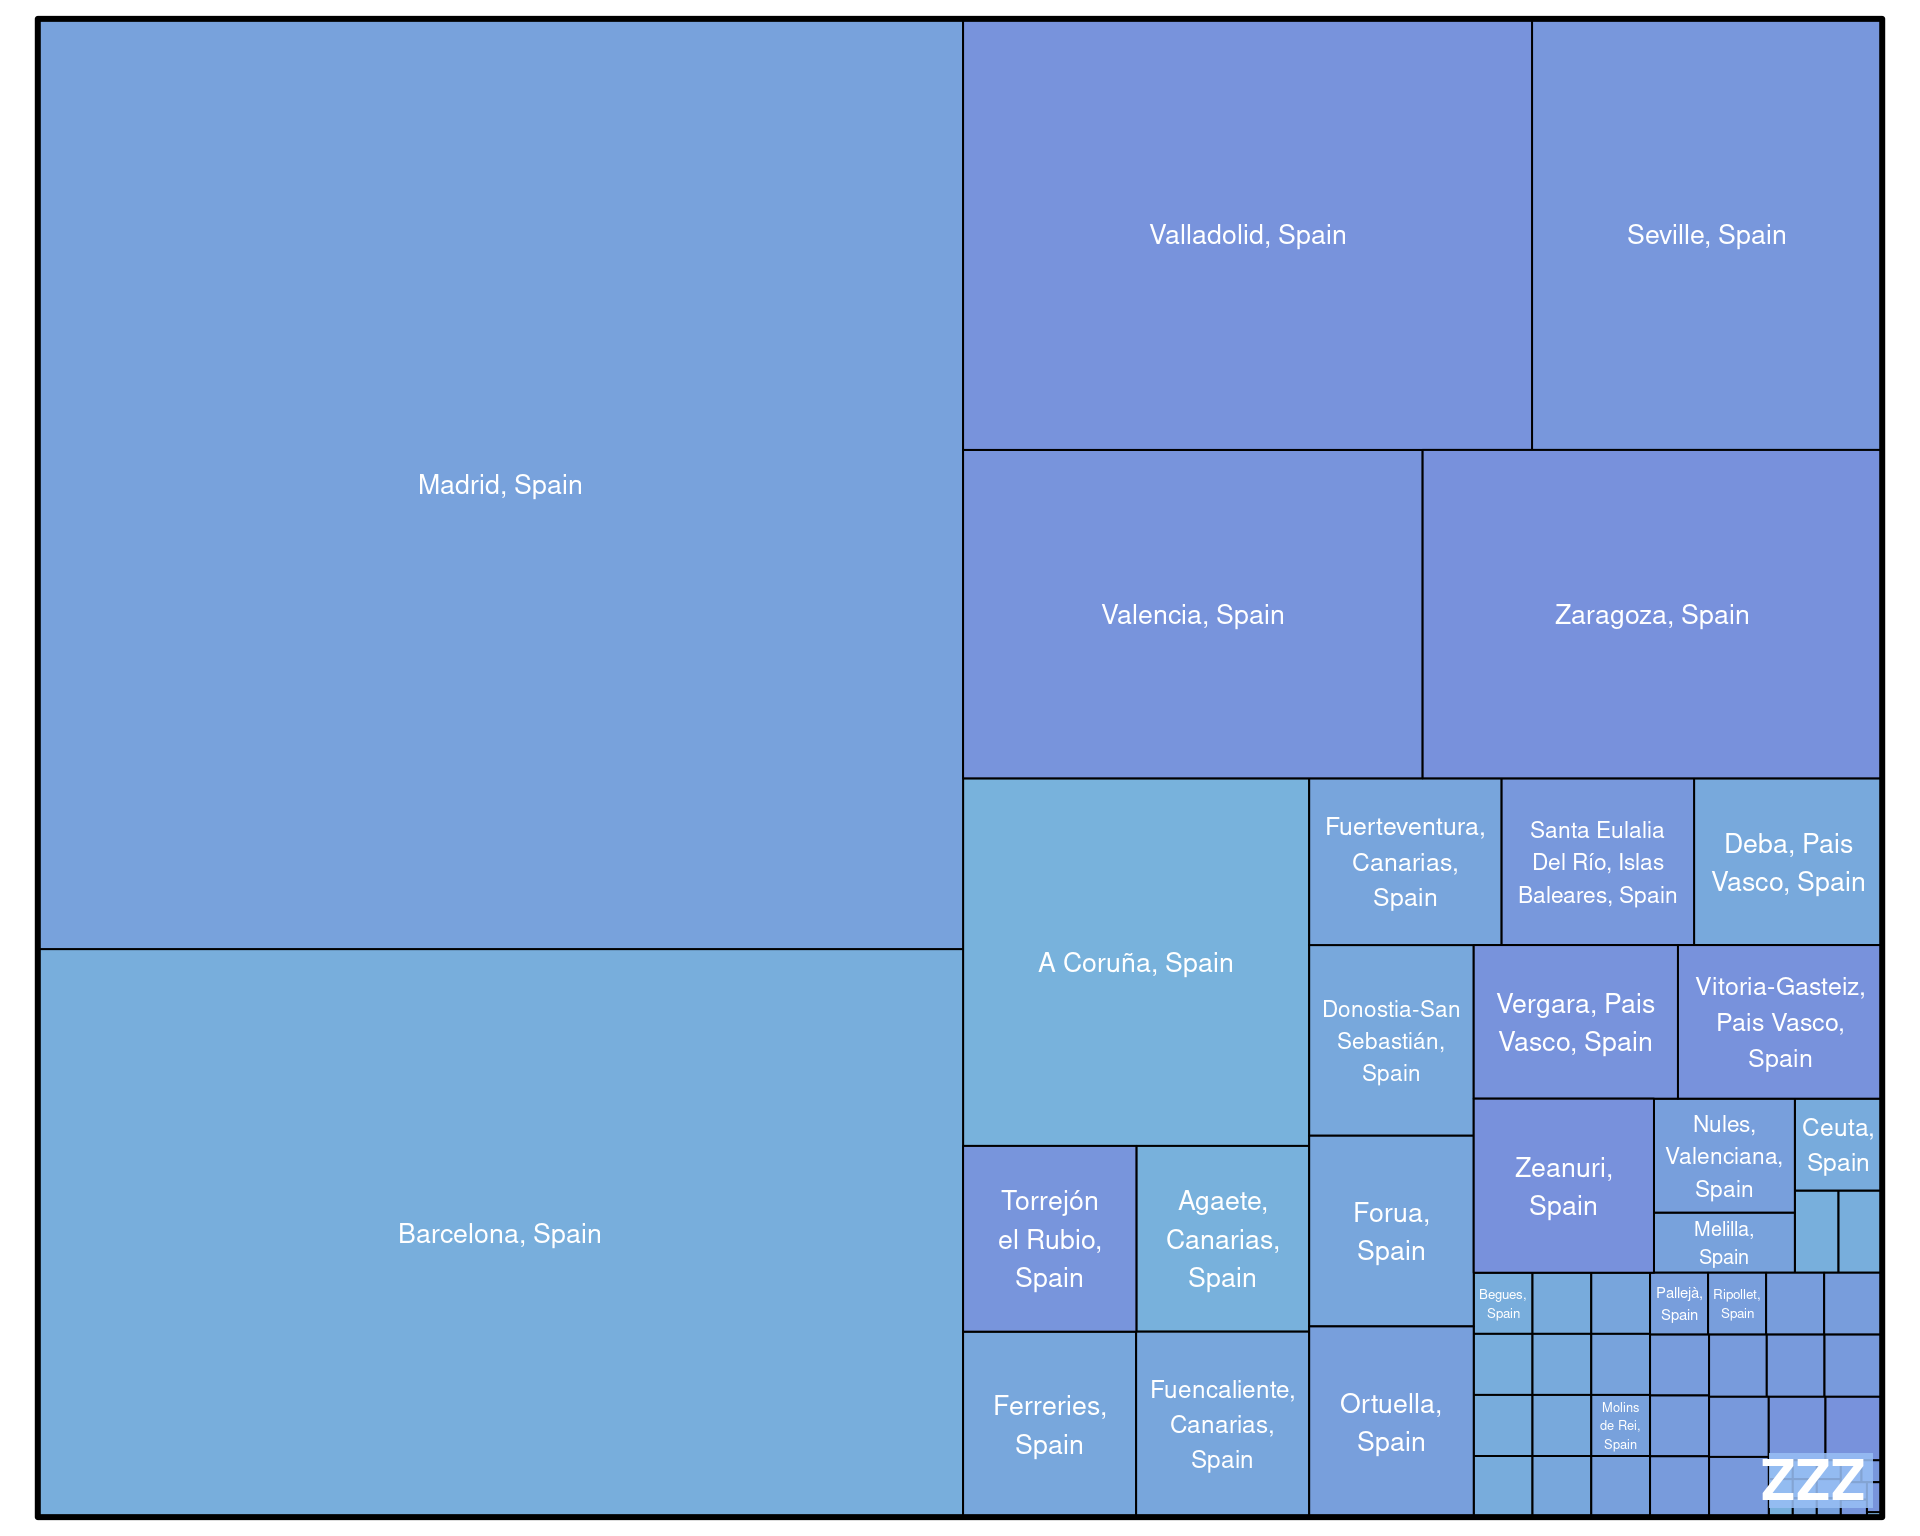 Madrid, Spain
Barcelona, Spain
Valladolid, Spain
Seville, Spain
Valencia, Spain
Zaragoza, Spain
A Coruña, Spain
Fuerteventura,
Canarias,
Spain
Santa Eulalia
Del Río, Islas
Baleares, Spain
Deba, Pais
Vasco, Spain
Donostia-San
Sebastián,
Spain
Vergara, Pais
Vasco, Spain
Vitoria-Gasteiz,
Pais Vasco,
Spain
Torrejón
el Rubio,
Spain
Agaete,
Canarias,
Spain
Forua,
Spain
Zeanuri,
Spain
Nules,
Valenciana,
Spain
Ceuta,
Spain
Melilla,
Spain
Ferreries,
Spain
Fuencaliente,
Canarias,
Spain
Ortuella,
Spain
Begues,
Spain
Pallejà,
Spain
Ripollet,
Spain
Molins
de Rei,
Spain
ZZZ